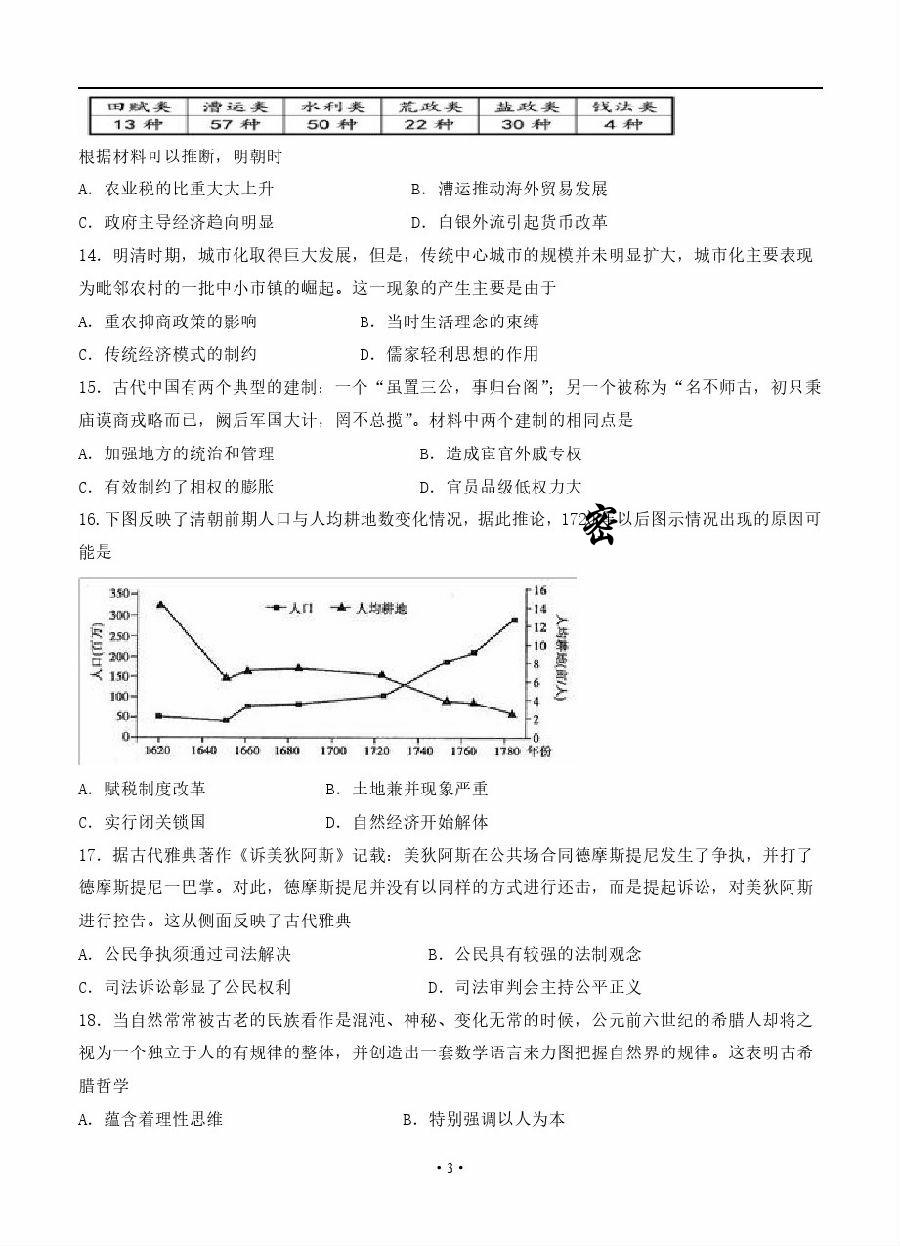 田赋类 漕运类 水利类 荒政类 盐政类 钱法类
13 种 57 种 50 种 22 种 30 种 4 种
根据材料可以推断，明朝时
A．农业税的比重大大上升 B．漕运推动海外贸易发展
C．政府主导经济趋向明显 D．白银外流引起货币改革
14．明清时期，城市化取得巨大发展，但是，传统中心城市的规模并未明显扩大，城市化主要表现
为毗邻农村的一批中小市镇的崛起。这一现象的产生主要是由于
A．重农抑商政策的影响 B．当时生活理念的束缚
C．传统经济模式的制约 D．儒家轻利思想的作用
15．古代中国有两个典型的建制：一个“虽置三公，事归台阁”；另一个被称为“名不师古，初只秉
庙谟商戎略而已，阙后军国大计，罔不总揽”。材料中两个建制的相同点是
A．加强地方的统治和管理 B．造成宦官外戚专权
C．有效制约了相权的膨胀 D．官员品级低权力大
16.下图反映了清朝前期人口与人均耕地数变化情况，据此推论，172 以后图示情况出现的原因可
密
能是
人口 人均耕地
人口(百万)
350 300 250 200 150 100 50 0
16 14 12 10 8 6 4 2 0
人均耕地(亩/人)
1620 1640 1660 1680 1700 1720 1740 1760 1780 年份
A．赋税制度改革 B．土地兼并现象严重
C．实行闭关锁国 D．自然经济开始解体
17．据古代雅典著作《诉美狄阿斯》记载：美狄阿斯在公共场合同德摩斯提尼发生了争执，并打了
德摩斯提尼一巴掌。对此，德摩斯提尼并没有以同样的方式进行还击，而是提起诉讼，对美狄阿斯
进行控告。这从侧面反映了古代雅典
A．公民争执须通过司法解决 B．公民具有较强的法制观念
C．司法诉讼彰显了公民权利 D．司法审判会主持公平正义
18．当自然常常被古老的民族看作是混沌、神秘、变化无常的时候，公元前六世纪的希腊人却将之
视为一个独立于人的有规律的整体，并创造出一套数学语言来力图把握自然界的规律。这表明古希
腊哲学
A．蕴含着理性思维 B．特别强调以人为本
·3·